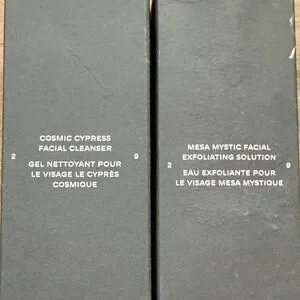 COSMIC CYPRESS
FACIAL CLEANSER
2 9
GEL NETTOYANT POUR
LE VISAGE LE CYPRÈS
COSMIQUE
MESA MYSTIC FACIAL
EXFOLIATING SOLUTION
2 9
EAU EXFOLIANTE POUR
LE VISAGE MESA MYSTIQUE